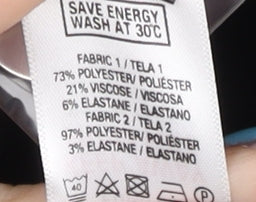 SAVE ENERGY
WASH AT 30°C
FABRIC 1 / TELA 1
73% POLYESTER/ POLIÉSTER
21% VISCOSE / VISCOSA
6% ELASTANE / ELASTANO
FABRIC 2 / TELA 2
97% POLYESTER/ POLIÉSTER
3% ELASTANE / ELASTANO
40 P